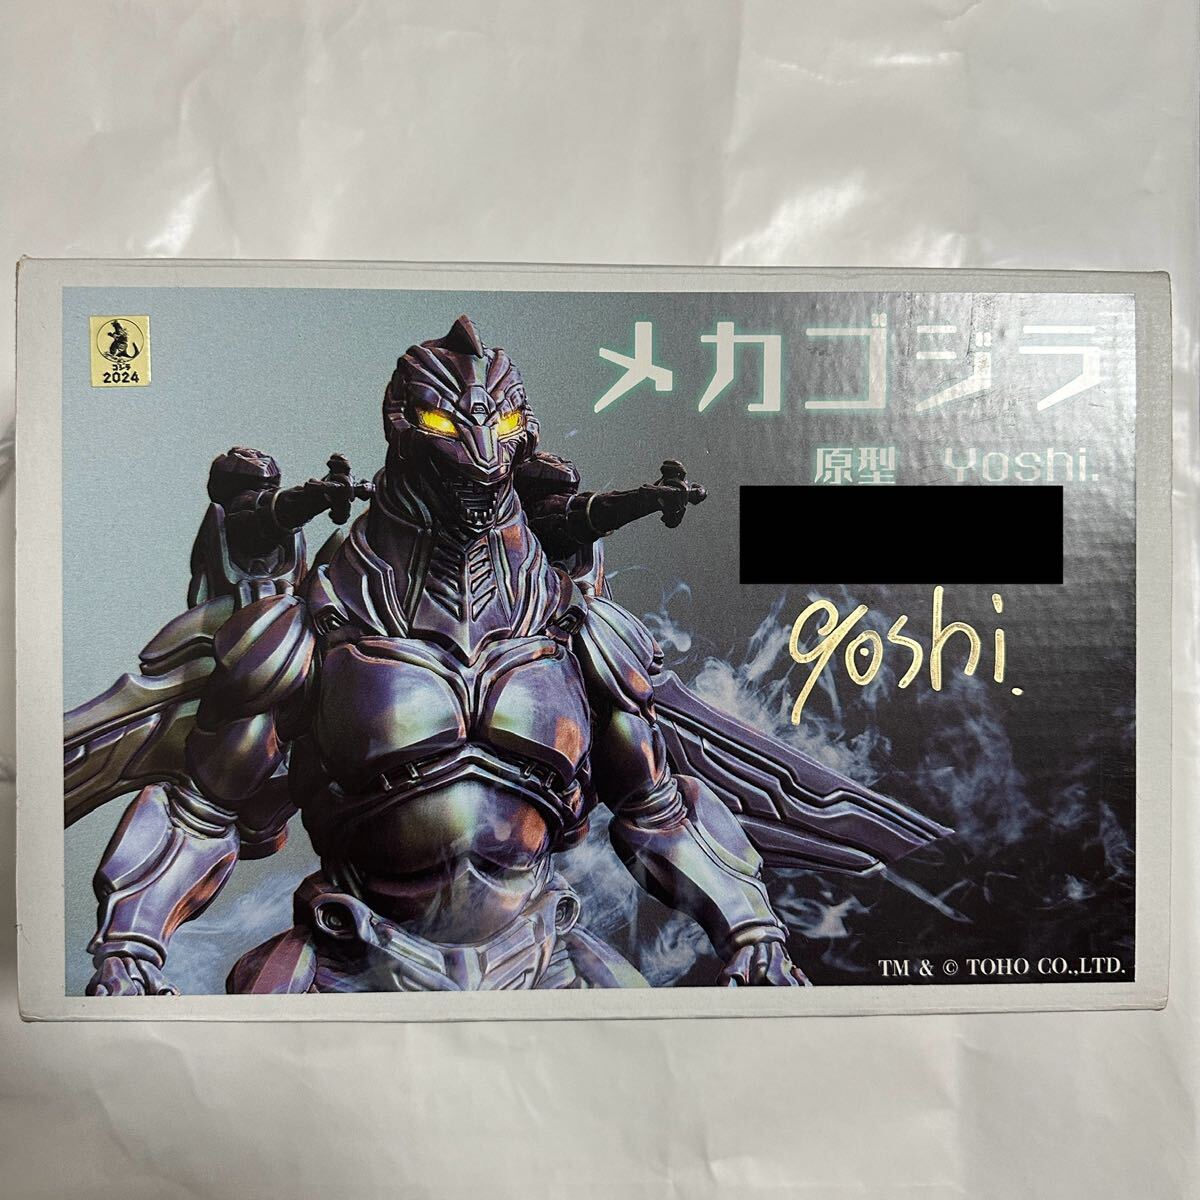 メカゴジラ
原型 Yoshi.
yoshi.
ゴジラ
2024
TM & © TOHO CO.,LTD.